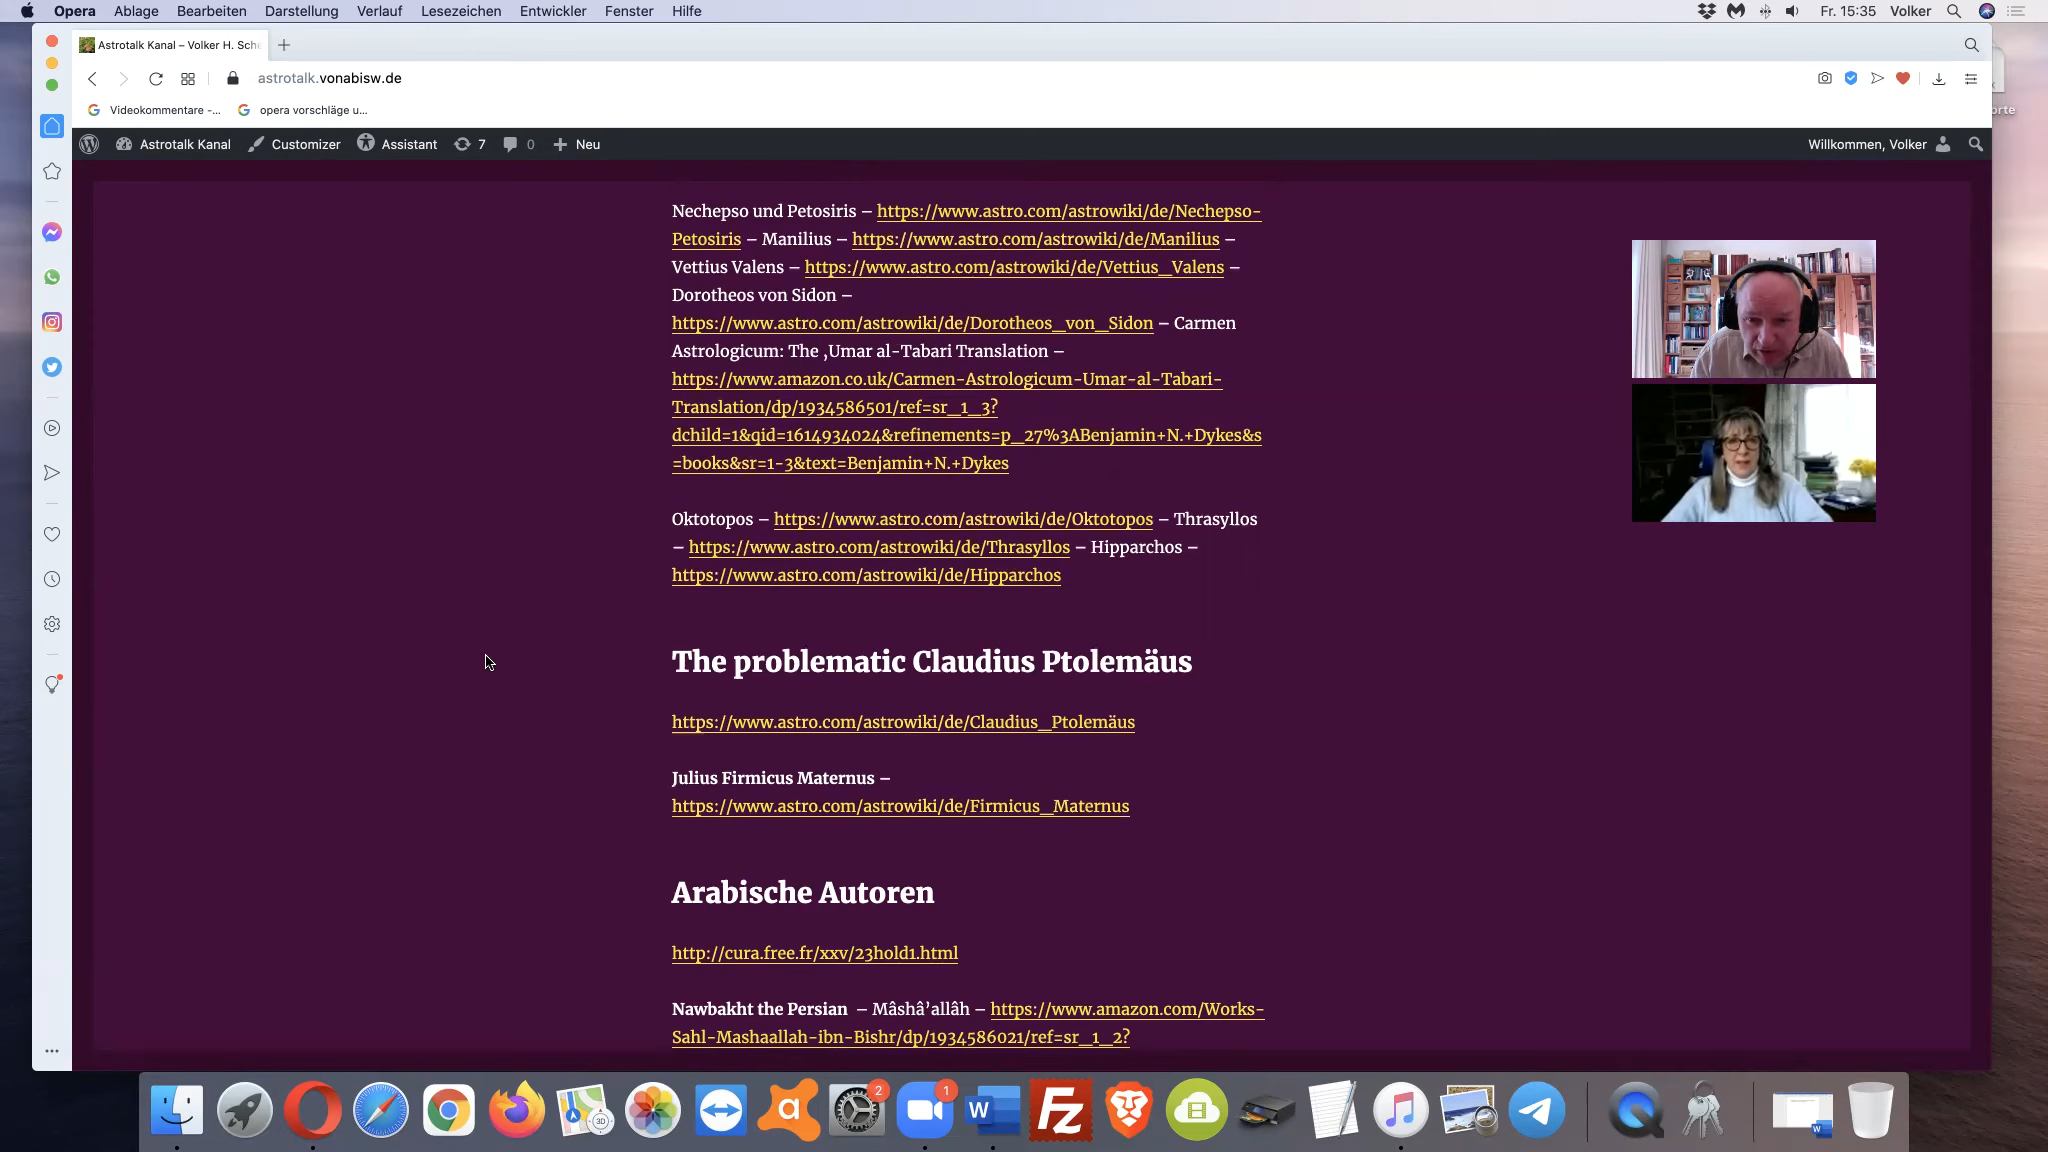 Opera Ablage Bearbeiten Darstellung Verlauf Lesezeichen Entwickler Fenster Hilfe Fr. 15:35 Volker
Astrotalk Kanal – Volker H. Sche
astrotalk.vonabisw.de
Videokommentare -... opera vorschläge u...
orte
Astrotalk Kanal Customizer Assistant 7 0 Neu Willkommen, Volker
Nechepso und Petosiris – https://www.astro.com/astrowiki/de/Nechepso-
Petosiris – Manilius – https://www.astro.com/astrowiki/de/Manilius –
Vettius Valens – https://www.astro.com/astrowiki/de/Vettius_Valens –
Dorotheos von Sidon –
https://www.astro.com/astrowiki/de/Dorotheos_von_Sidon – Carmen
Astrologicum: The ‚Umar al-Tabari Translation –
https://www.amazon.co.uk/Carmen-Astrologicum-Umar-al-Tabari-
Translation/dp/1934586501/ref=sr_1_3?
dchild=1&qid=1614934024&refinements=p_27%3ABenjamin+N.+Dykes&s
=books&sr=1-3&text=Benjamin+N.+Dykes
Oktotopos – https://www.astro.com/astrowiki/de/Oktotopos – Thrasyllos
– https://www.astro.com/astrowiki/de/Thrasyllos – Hipparchos –
https://www.astro.com/astrowiki/de/Hipparchos
The problematic Claudius Ptolemäus
https://www.astro.com/astrowiki/de/Claudius_Ptolemäus
Julius Firmicus Maternus –
https://www.astro.com/astrowiki/de/Firmicus_Maternus
Arabische Autoren
http://cura.free.fr/xxv/23hold1.html
Nawbakht the Persian – Mâshâ’allâh – https://www.amazon.com/Works-
Sahl-Mashaallah-ibn-Bishr/dp/1934586021/ref=sr_1_2?
3D
2
1
W
Fz
W